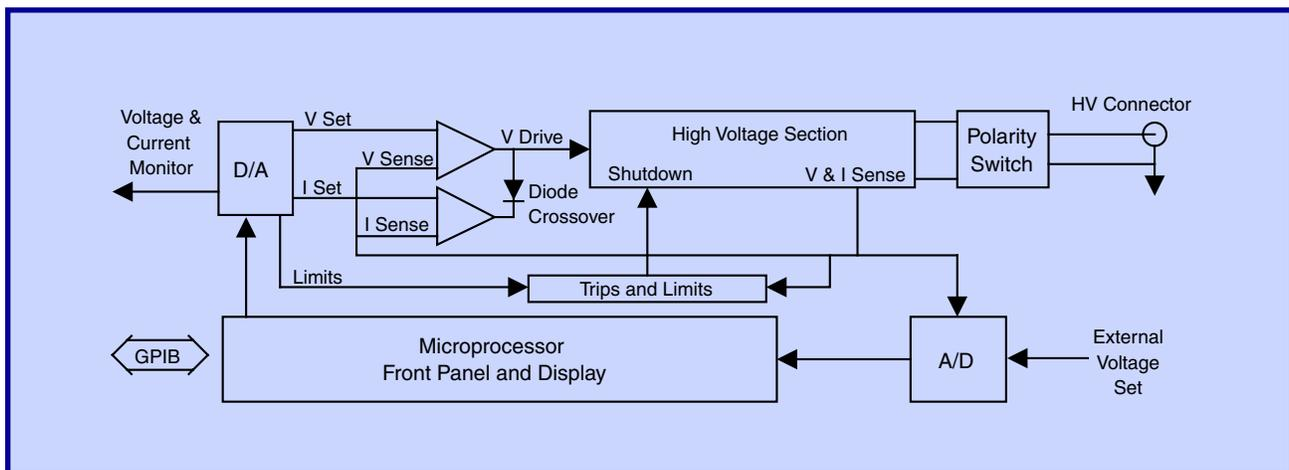 Voltage &
Current
Monitor
D/A
V Set
V Sense
I Set
I Sense
V Drive
Diode
Crossover
High Voltage Section
Shutdown
V & I Sense
Polarity
Switch
HV Connector
Limits
Trips and Limits
GPIB
Microprocessor
Front Panel and Display
A/D
External
Voltage
Set